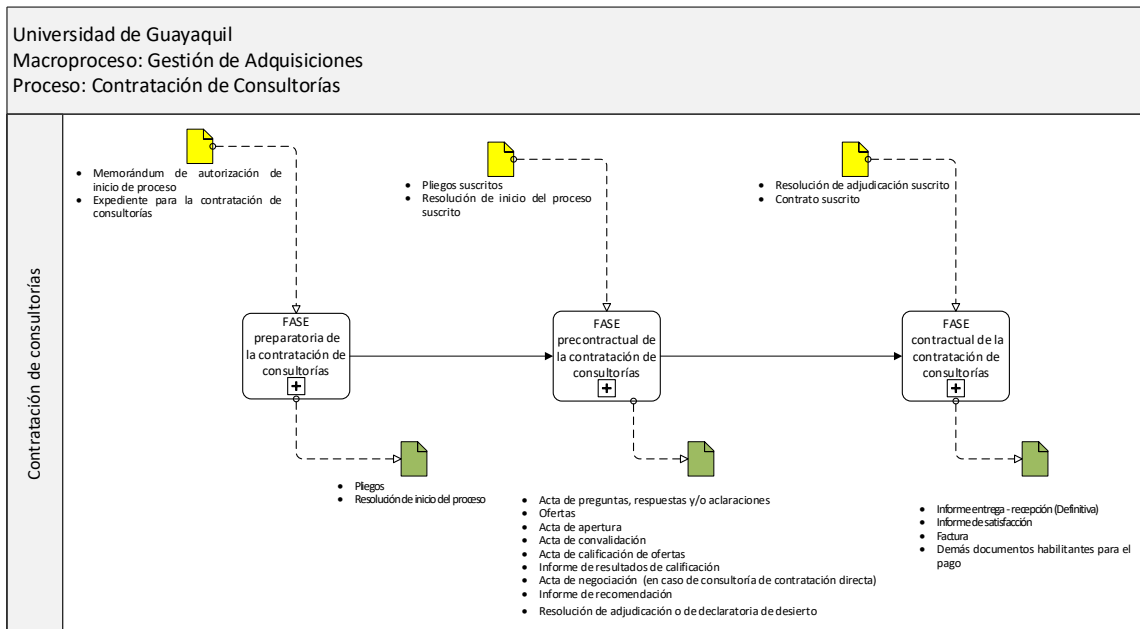 Universidad de Guayaquil
Macroproceso: Gestión de Adquisiciones
Proceso: Contratación de Consultorías
Contratación de consultorías
• Memorándum de autorización de
inicio de proceso
• Expediente para la contratación de
consultorías
• Pliegos suscritos
• Resolución de inicio del proceso
suscrito
• Resolución de adjudicación suscrito
• Contrato suscrito
FASE
preparatoria de
la contratación de
consultorías
FASE
precontractual de
la contratación de
consultorías
FASE
contractual de la
contratación de
consultorías
• Pliegos
• Resolución de inicio del proceso
• Acta de preguntas, respuestas y/o aclaraciones
• Ofertas
• Acta de apertura
• Acta de convalidación
• Acta de calificación de ofertas
• Informe de resultados de calificación
• Acta de negociación (en caso de consultoría de contratación directa)
• Informe de recomendación
• Resolución de adjudicación o de declaratoria de desierto
• Informe entrega - recepción (Definitiva)
• Informe de satisfacción
• Factura
• Demás documentos habilitantes para el
pago